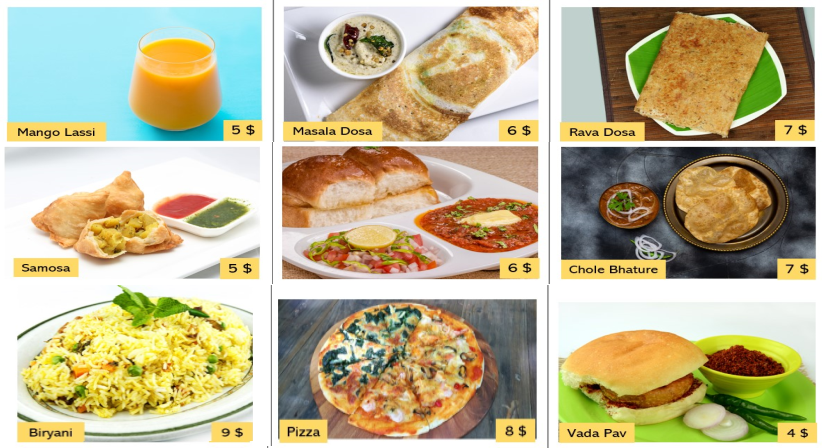 Mango Lassi 5 $
Masala Dosa 6 $
Rava Dosa 7 $
Samosa 5 $
6 $
Chole Bhature 7 $
Biryani 9 $
Pizza 8 $
Vada Pav 4 $